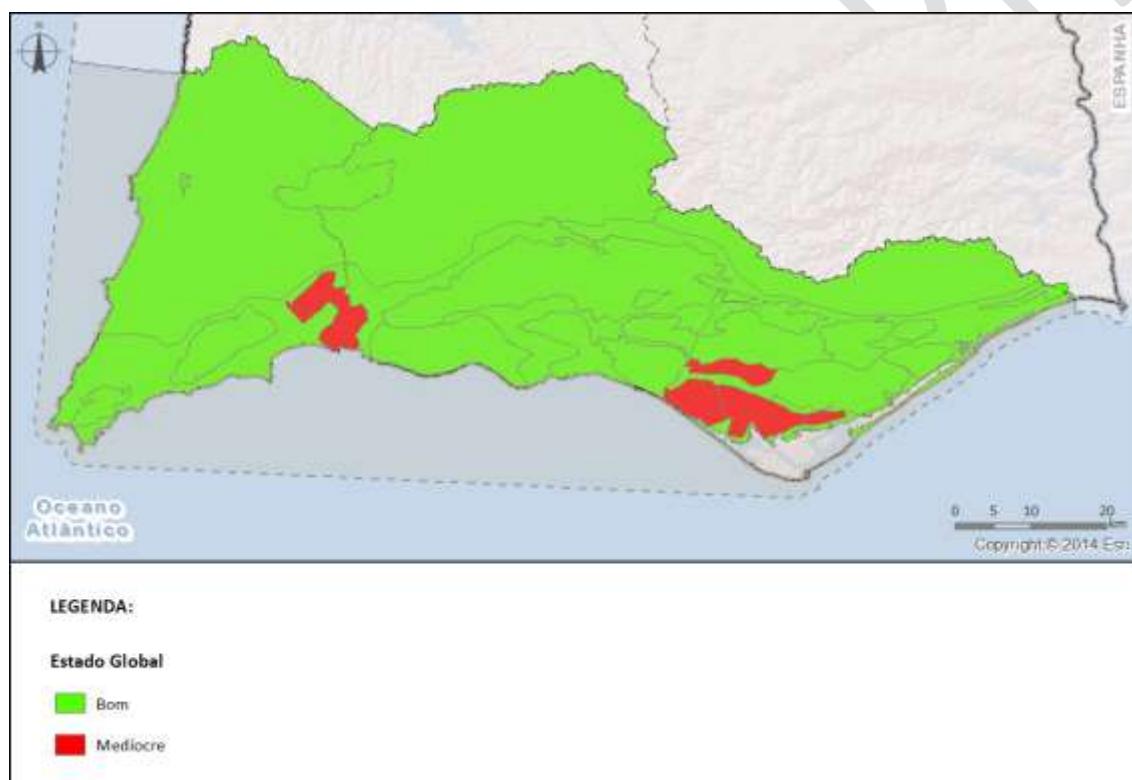 N
ESPANHA
Oceano
Atlântico
0 5 10 20
km
Copyright:© 2014 Esri
LEGENDA:
Estado Global
Bom
Medíocre